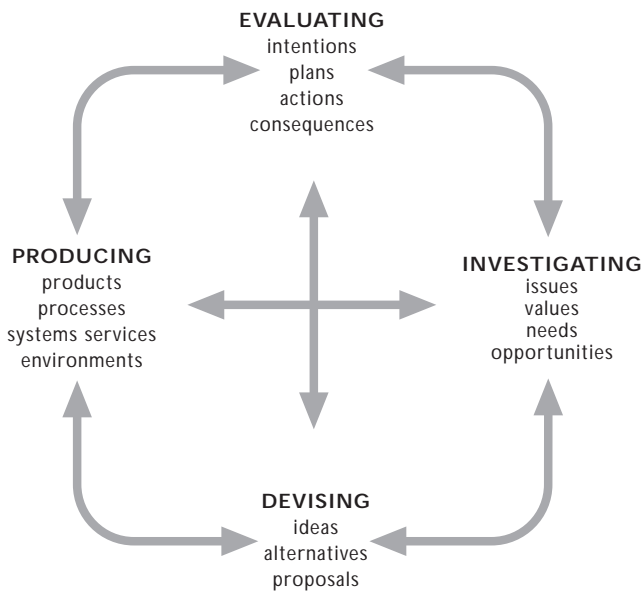 EVALUATING
intentions
plans
actions
consequences
PRODUCING
products
processes
systems services
environments
INVESTIGATING
issues
values
needs
opportunities
DEVISING
ideas
alternatives
proposals